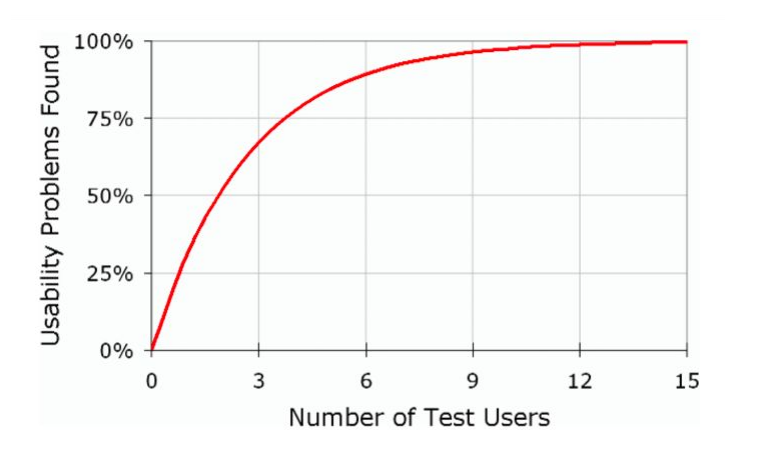 Usability Problems Found
100%
75%
50%
25%
0%
0 3 6 9 12 15
Number of Test Users